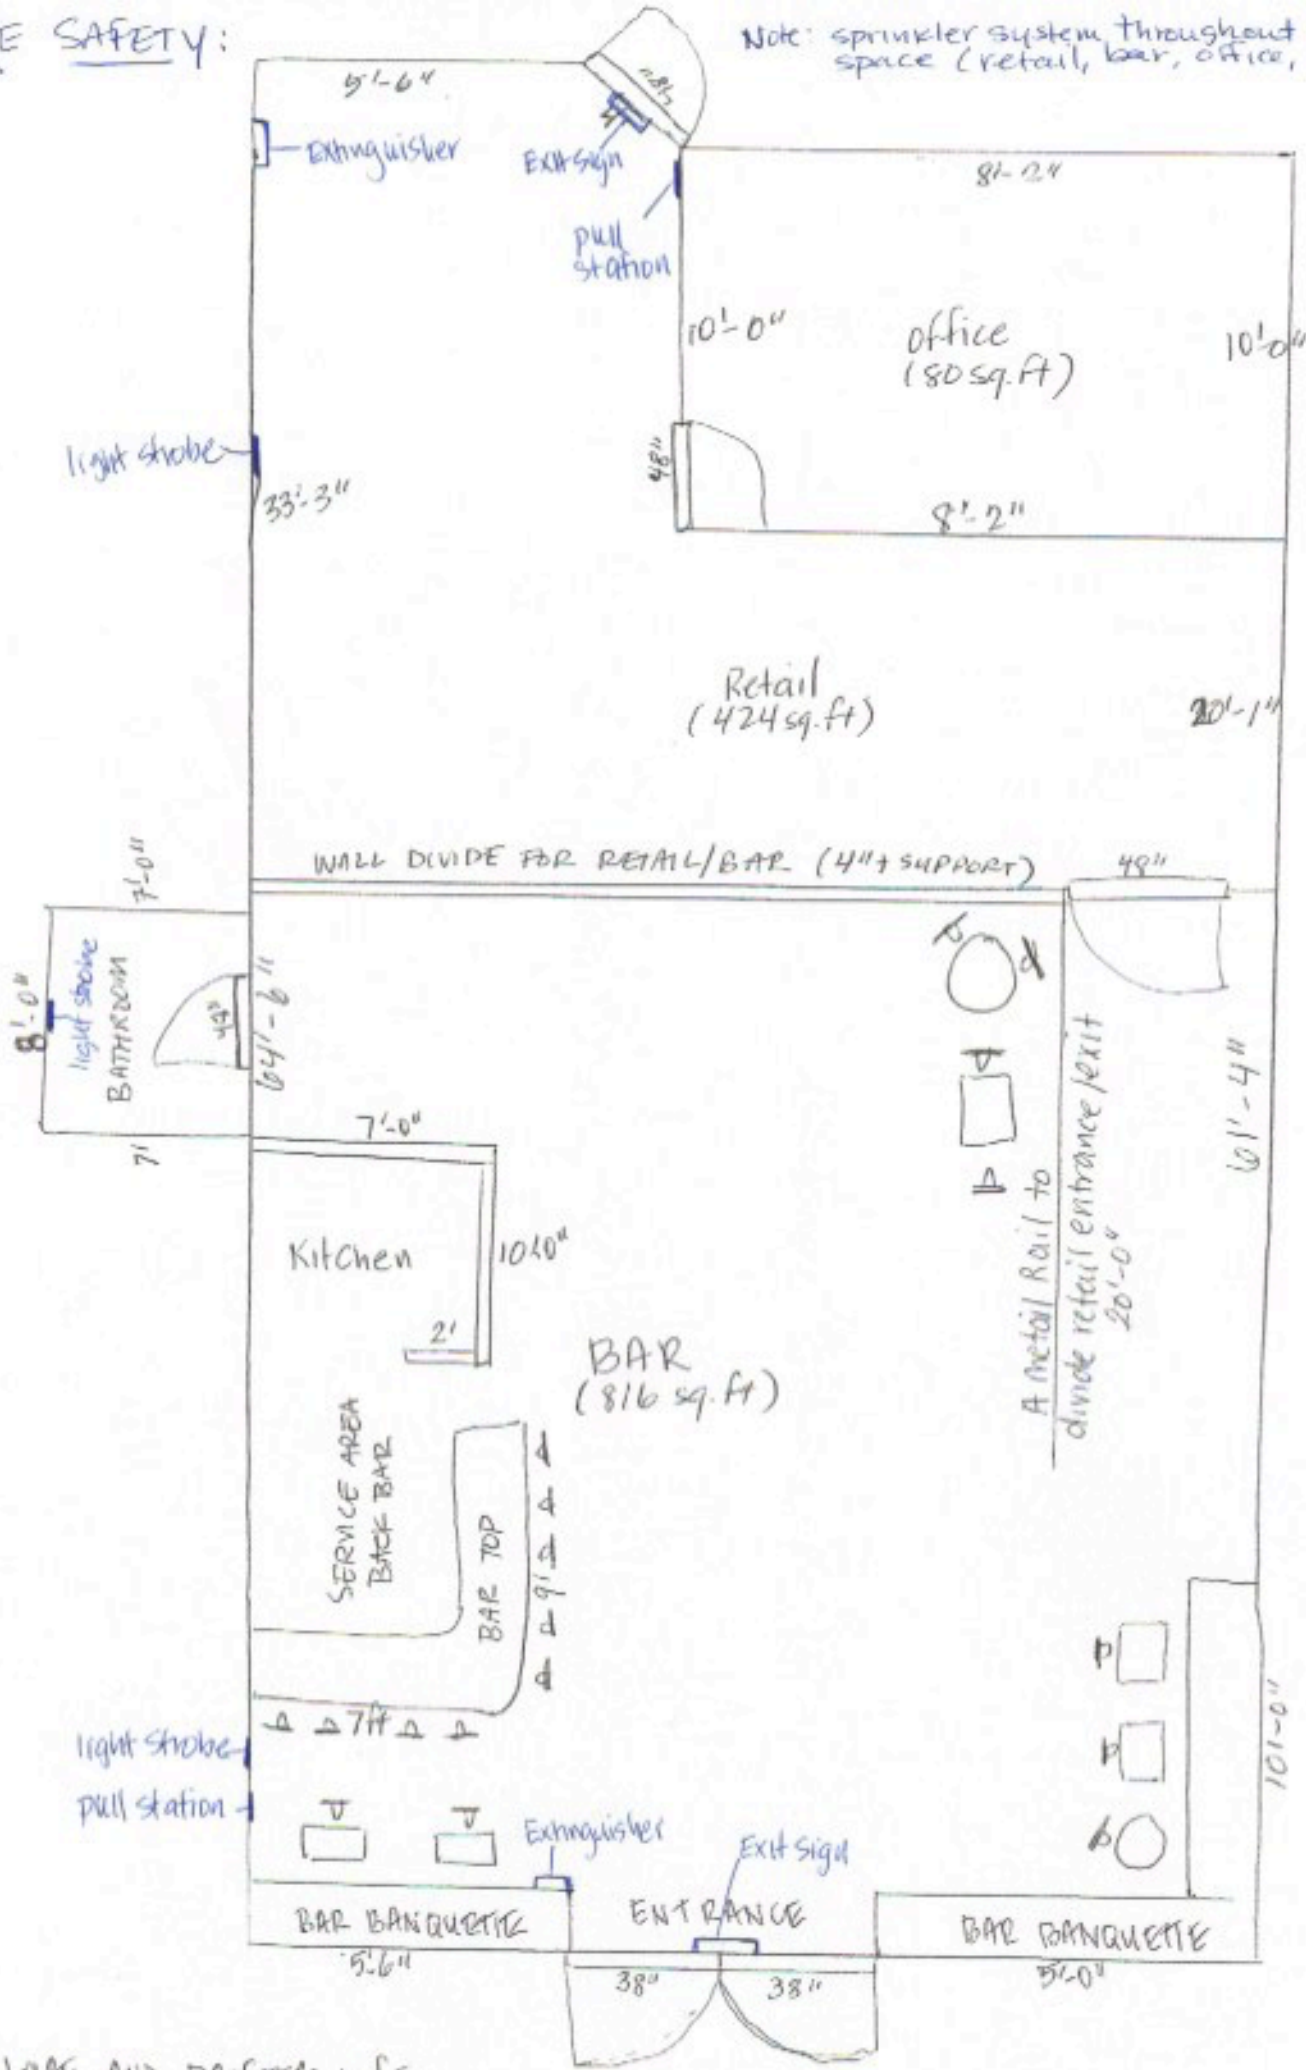 E SAFETY:
Note: sprinkler system throughout
space (retail, bar, office,
5'-6"
Extinguisher
Exit sign
8'-2"
pull
station
10'-0"
office
(80 sq.ft)
10'-0"
light strobe
33'-3"
48"
8'-2"
Retail
(424 sq.ft)
20'-1"
WALL DIVIDE FOR RETAIL/BAR (4"+ SUPPORT)
48"
7'-0"
8'-0"
light strobe
BATHROOM
64'-6"
7'
7'-0"
Kitchen
10'-0"
2'
BAR
(816 sq.ft)
A metail Rail to
divide retail entrance/exit
20'-0"
61'-4"
SERVICE AREA
BACK BAR
BAR TOP
9'
7ft
light strobe
pull station
10'-0"
Extinguisher
Exit sign
BAR BANQUETTE
ENTRANCE
BAR BANQUETTE
5'-6"
38"
38"
5'-0"